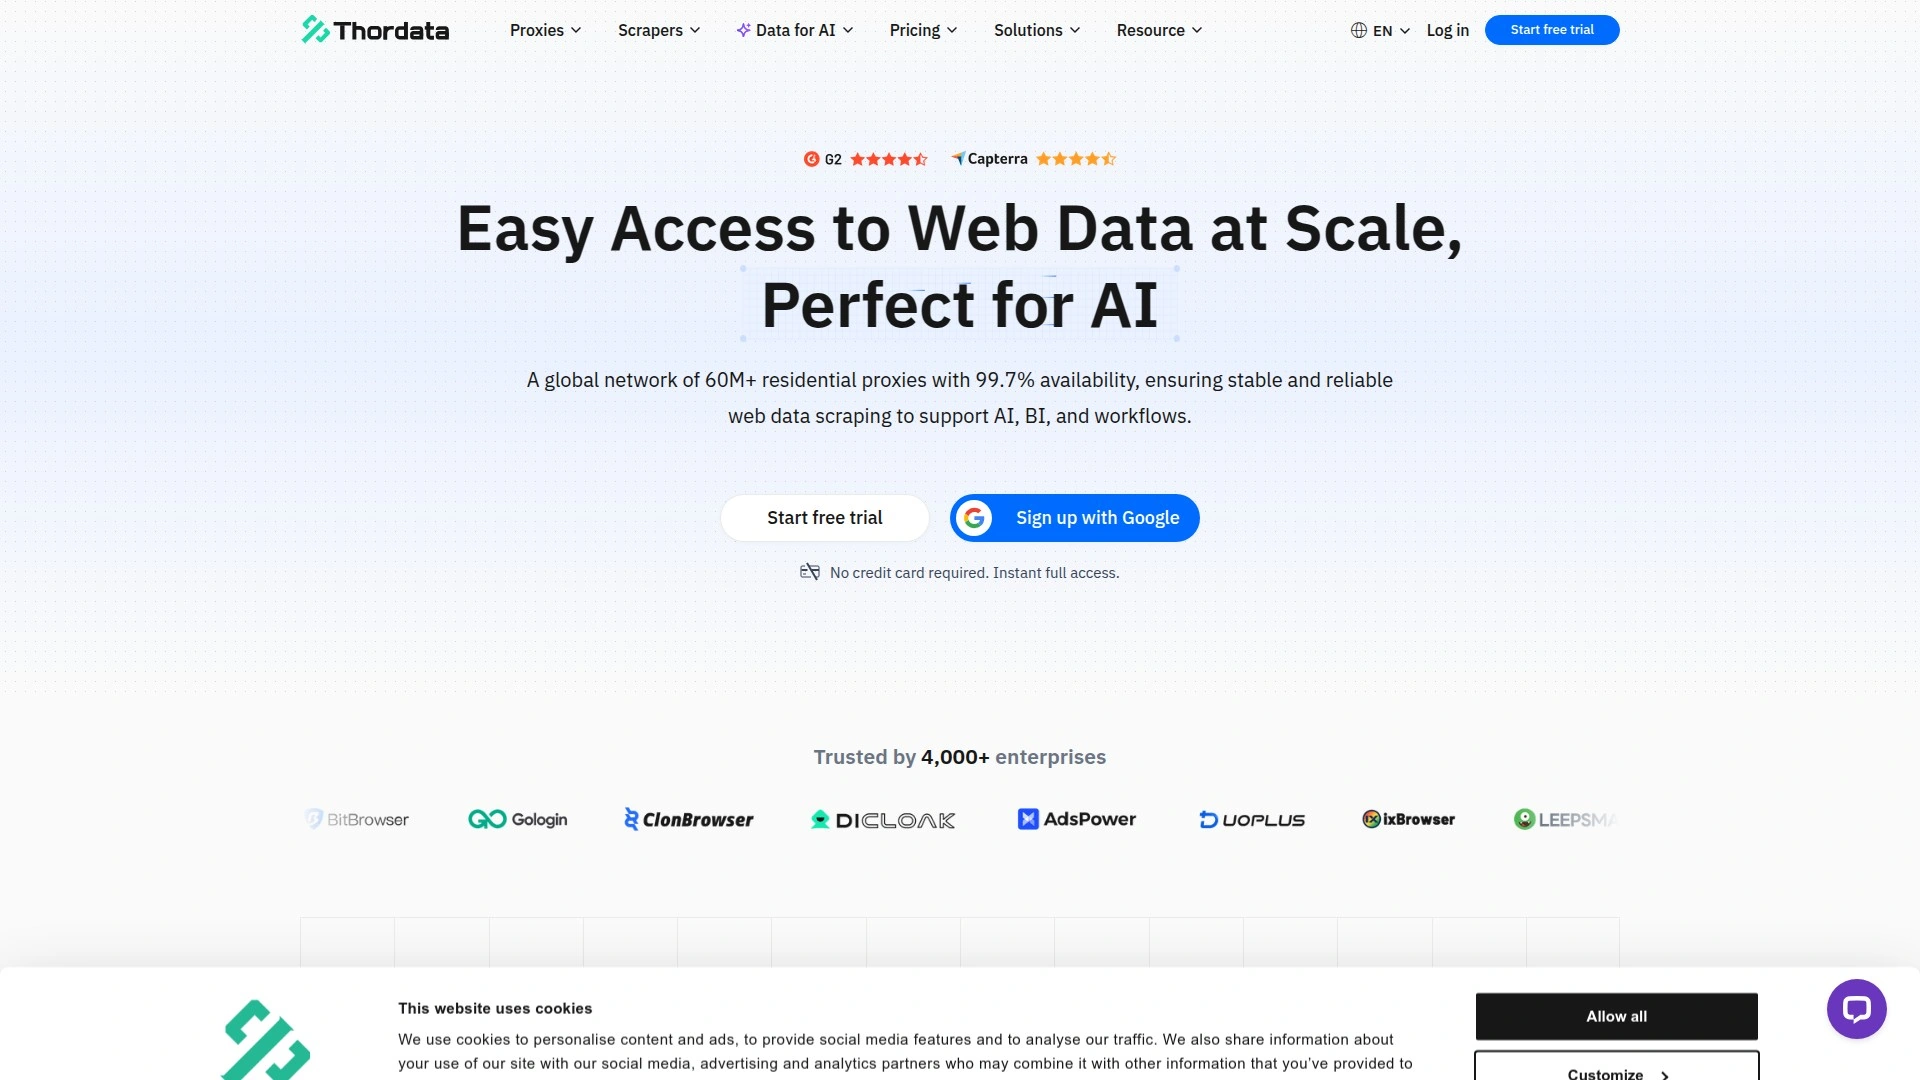 Thordata
Proxies
Scrapers
Data for AI
Pricing
Solutions
Resource
EN
Log in
Start free trial
G2
Capterra
Easy Access to Web Data at Scale,
Perfect for AI
A global network of 60M+ residential proxies with 99.7% availability, ensuring stable and reliable
web data scraping to support AI, BI, and workflows.
Start free trial
Sign up with Google
No credit card required. Instant full access.
Trusted by 4,000+ enterprises
BitBrowser
Gologin
ClonBrowser
DICLOAK
AdsPower
DUOPLUS
ixBrowser
LEEPSMA
This website uses cookies
We use cookies to personalise content and ads, to provide social media features and to analyse our traffic. We also share information about
your use of our site with our social media, advertising and analytics partners who may combine it with other information that you've provided to
Allow all
Customize